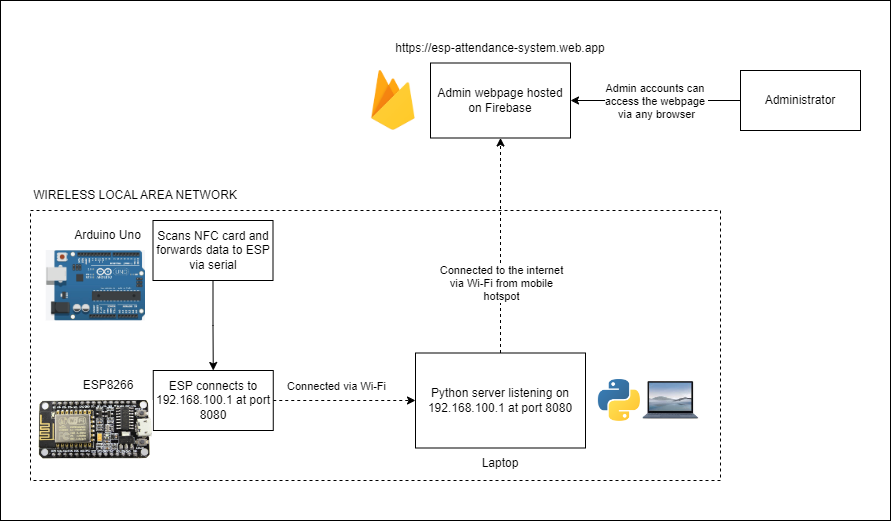 https://esp-attendance-system.web.app
Admin webpage hosted
on Firebase
Admin accounts can
access the webpage
via any browser
Administrator
WIRELESS LOCAL AREA NETWORK
Arduino Uno
Scans NFC card and
forwards data to ESP
via serial
Connected to the internet
via Wi-Fi from mobile
hotspot
ESP8266
ESP connects to
192.168.100.1 at port
8080
Connected via Wi-Fi
Python server listening on
192.168.100.1 at port 8080
Laptop